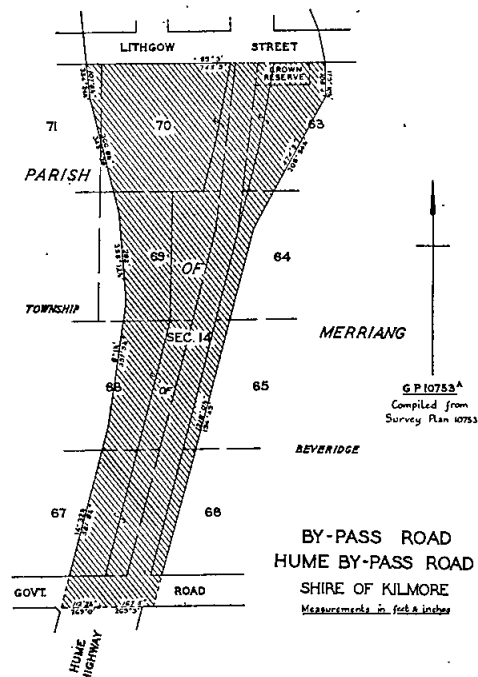 LITHGOW STREET
CROWN
RESERVE
71
70
63
PARISH
69
OF
64
TOWNSHIP
SEC. 14
MERRIANG
66
OF
65
G P 10753 A
Compiled from
Survey Plan 10753
BEVERIDGE
67
68
BY-PASS ROAD
HUME BY-PASS ROAD
SHIRE OF KILMORE
Measurements in feet & inches
GOVT. ROAD
HUME
HIGHWAY